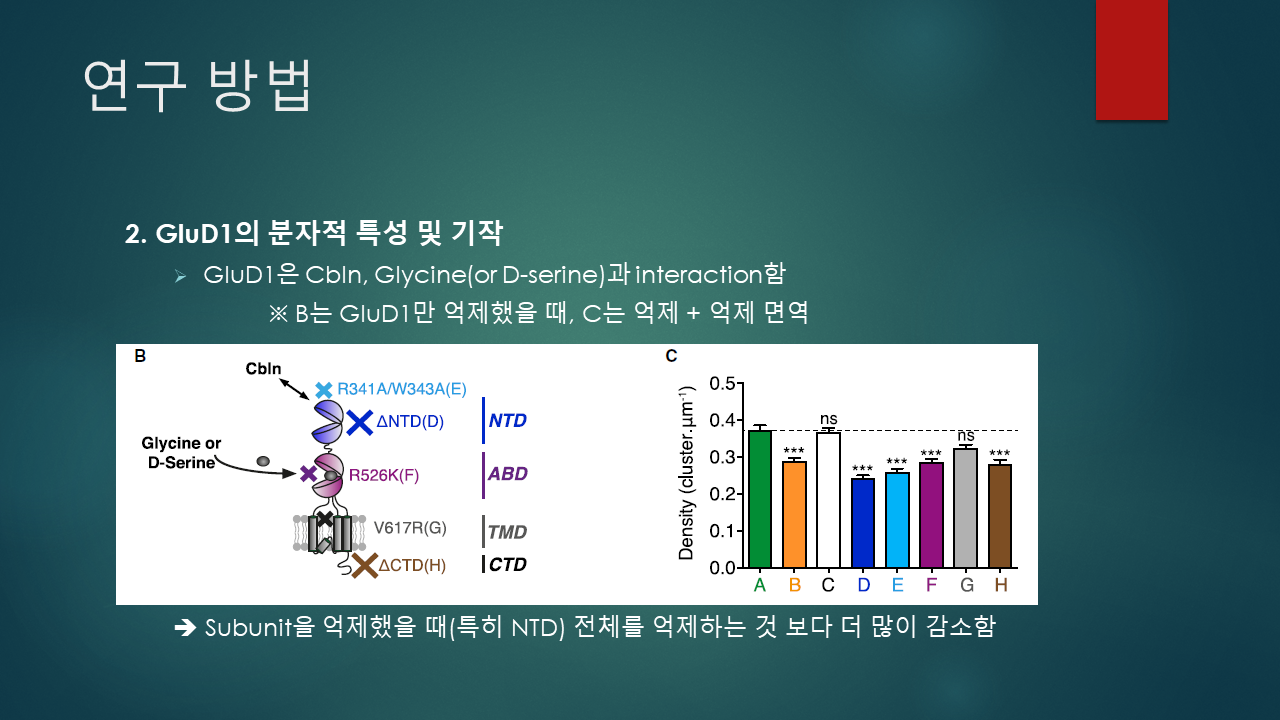 연구 방법
2. GluD1의 분자적 특성 및 기작
GluD1은 Cbln, Glycine(or D-serine)과 interaction함
※ B는 GluD1만 억제했을 때, C는 억제 + 억제 면역
B
Cbln
R341A/W343A(E)
ΔNTD(D)
NTD
Glycine or
D-Serine
R526K(F)
ABD
V617R(G)
TMD
ΔCTD(H)
CTD
C
Density (cluster.µm⁻¹)
0.5
0.4
0.3
0.2
0.1
0.0
*** ns *** *** *** ns ***
A B C D E F G H
➔ Subunit을 억제했을 때(특히 NTD) 전체를 억제하는 것 보다 더 많이 감소함